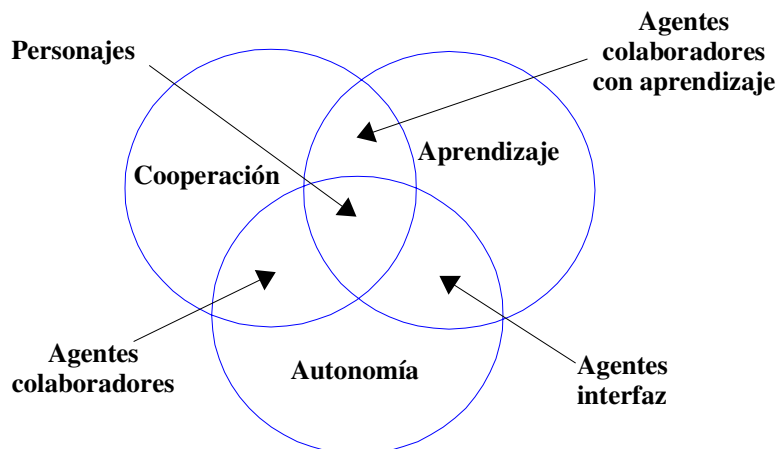 Personajes
Agentes
colaboradores
con aprendizaje
Cooperación
Aprendizaje
Agentes
colaboradores
Autonomía
Agentes
interfaz